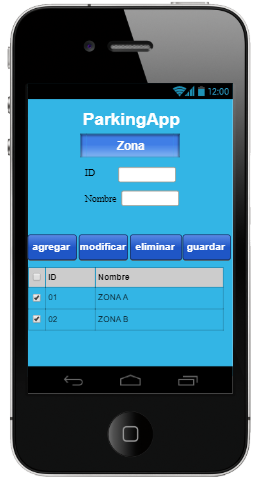 12:00
ParkingApp
Zona
ID
Nombre
agregar modificar eliminar guardar
ID Nombre
01 ZONA A
02 ZONA B